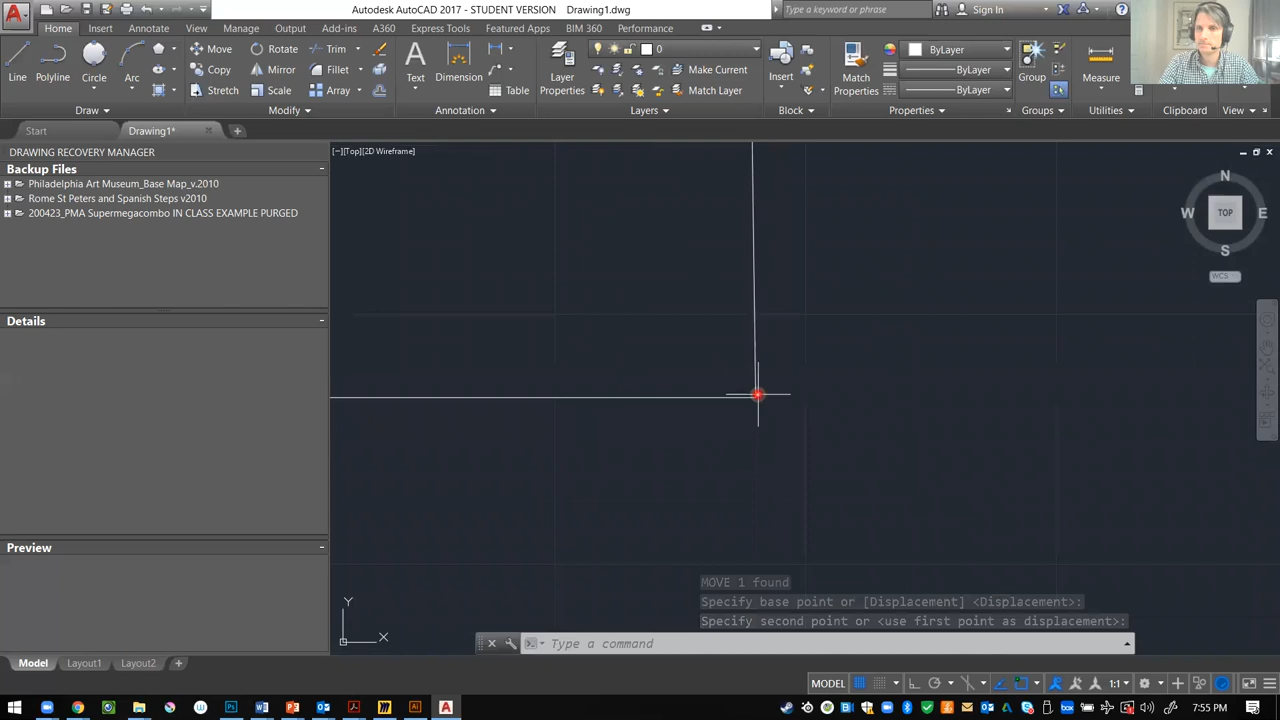 Autodesk AutoCAD 2017 - STUDENT VERSION Drawing1.dwg
Type a keyword or phrase
Sign In
Home Insert Annotate View Manage Output Add-ins A360 Express Tools Featured Apps BIM 360 Performance
Line Polyline Circle Arc
Move Rotate Trim
Copy Mirror Fillet
Stretch Scale Array
Text Dimension Table
Layer Properties
0
Make Current
Match Layer
Insert
Match Properties
ByLayer
ByLayer
ByLayer
Group
Measure
Draw Modify Annotation Layers Block Properties Groups Utilities Clipboard View
Start Drawing1*
DRAWING RECOVERY MANAGER
Backup Files
Philadelphia Art Museum_Base Map_v.2010
Rome St Peters and Spanish Steps v2010
200423_PMA Supermegacombo IN CLASS EXAMPLE PURGED
Details
Preview
[−][Top][2D Wireframe]
N
W TOP E
S
WCS
Y
X
MOVE 1 found
Specify base point or [Displacement] <Displacement>:
Specify second point or <use first point as displacement>:
Type a command
Model Layout1 Layout2
MODEL 1:1
7:55 PM